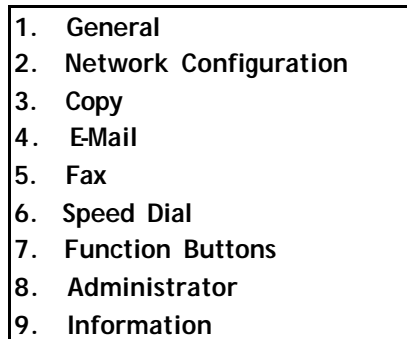 1. General
2. Network Configuration
3. Copy
4. E-Mail
5. Fax
6. Speed Dial
7. Function Buttons
8. Administrator
9. Information